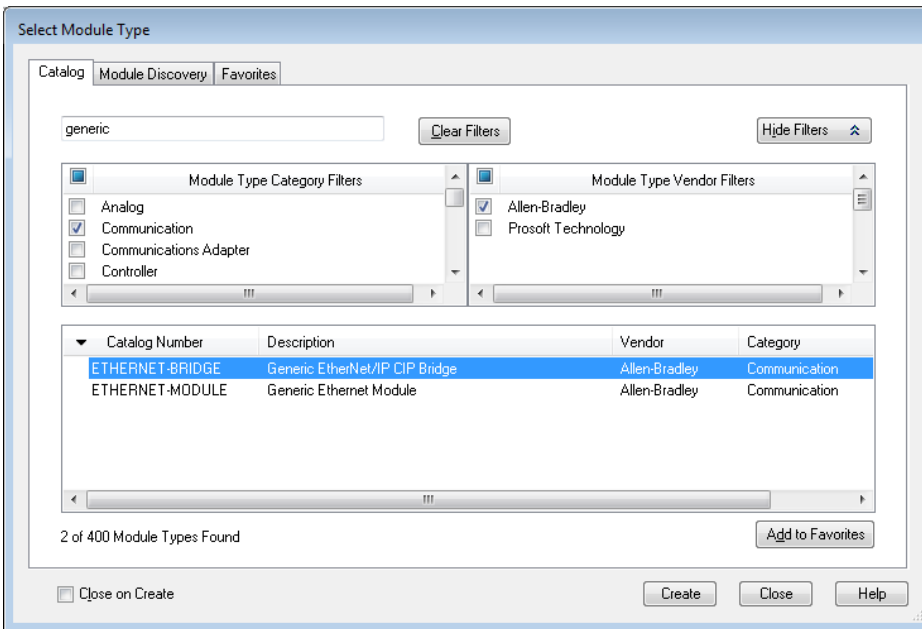 Select Module Type
Catalog Module Discovery Favorites
generic Clear Filters Hide Filters
Module Type Category Filters Module Type Vendor Filters
Analog Allen-Bradley
Communication Prosoft Technology
Communications Adapter
Controller
Catalog Number Description Vendor Category
ETHERNET-BRIDGE Generic EtherNet/IP CIP Bridge Allen-Bradley Communication
ETHERNET-MODULE Generic Ethernet Module Allen-Bradley Communication
2 of 400 Module Types Found Add to Favorites
Close on Create Create Close Help